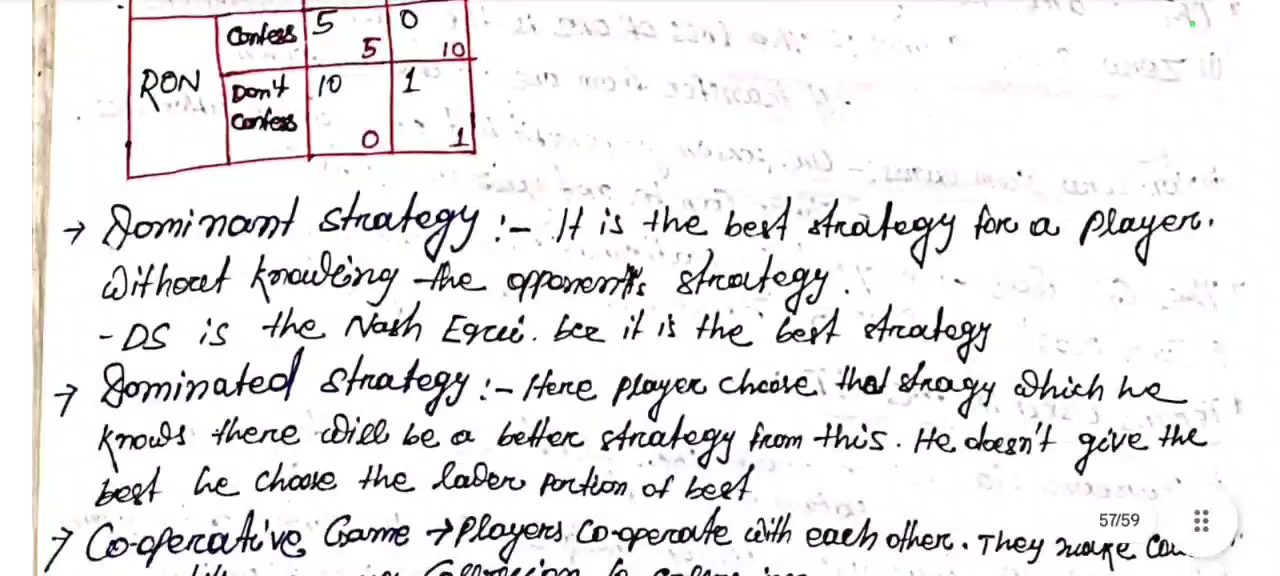 Confess 5 5 0 10
RON Don't Confess 10 0 1 1
→ Dominant strategy :- It is the best strategy for a player.
without knowing the opponent's strategy.
- DS is the Nash Equi. bcz it is the best strategy
→ Dominated strategy :- Here player choose that stragy which he
knows there will be a better strategy from this. He doesn't give the
best he choose the lader portion of best
57/59
→ Co-operative Game → Players co-operate with each other. They make